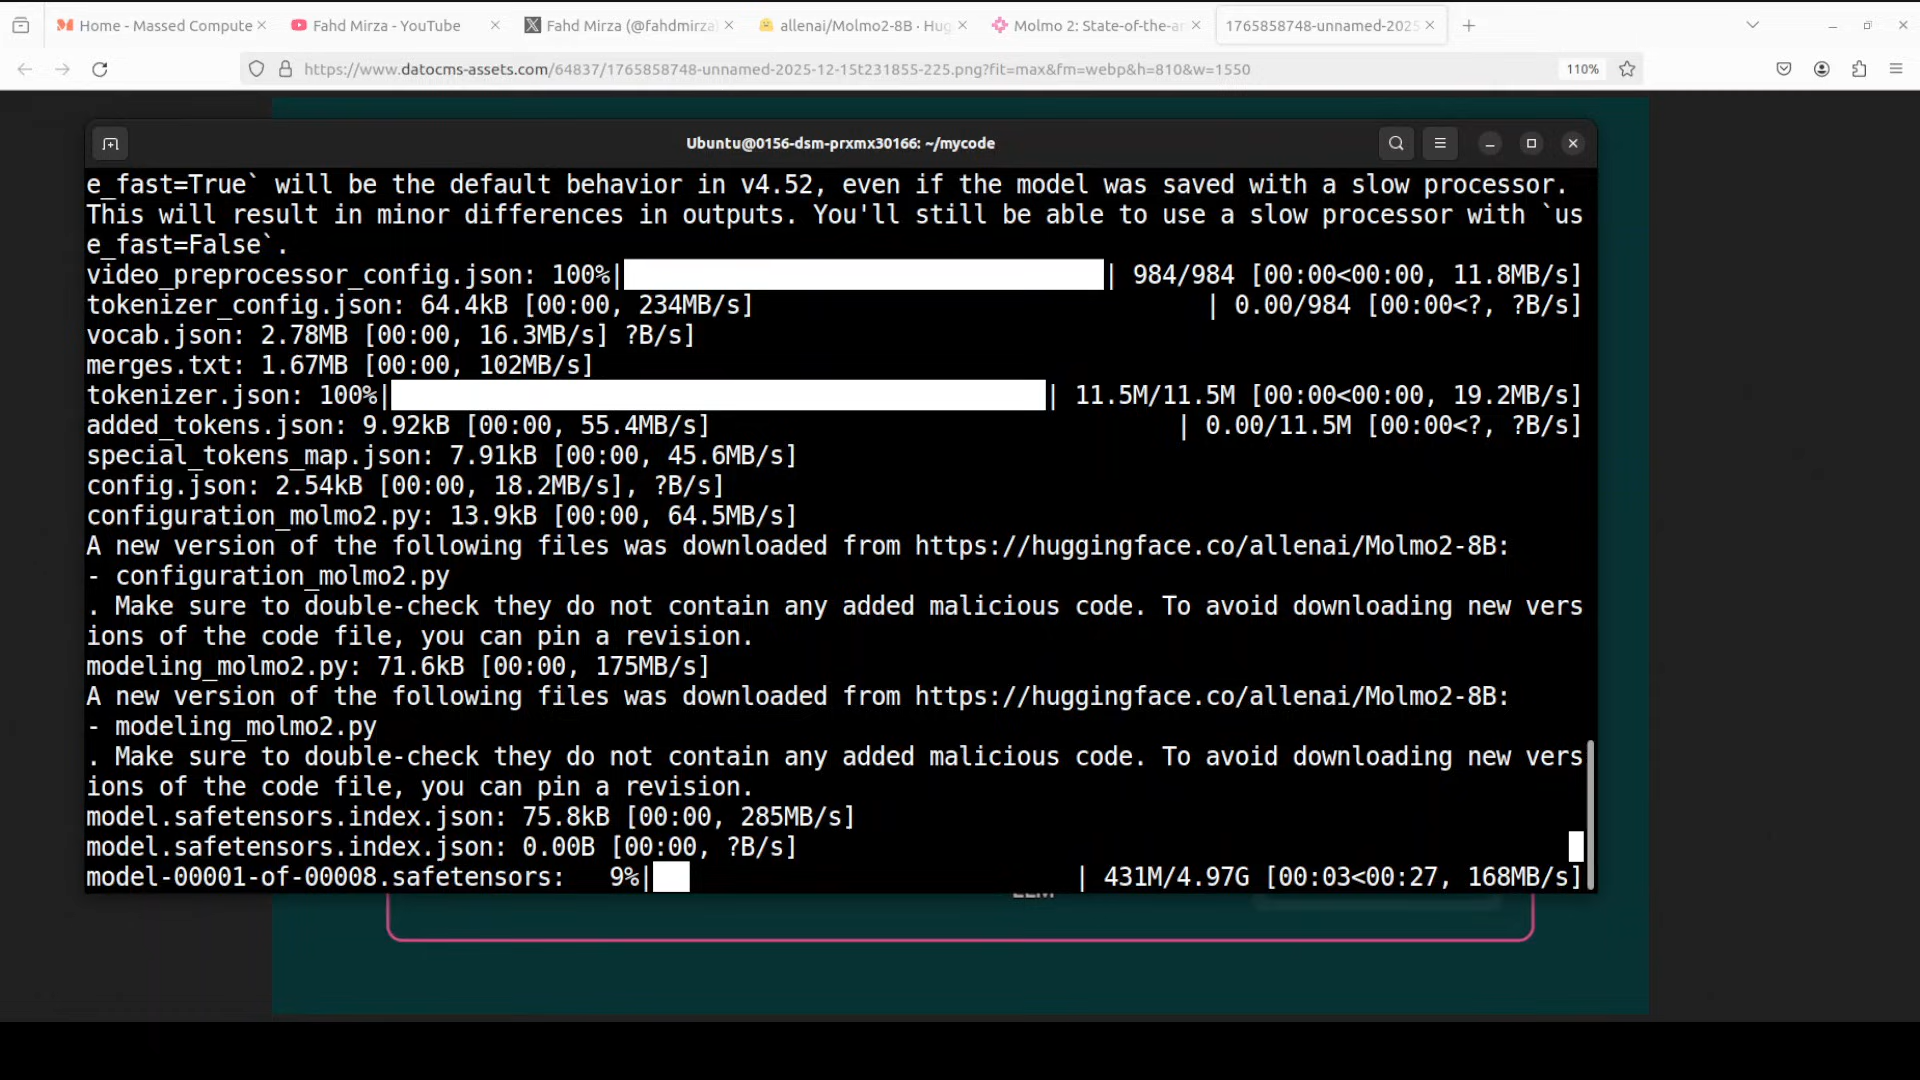 Home - Massed Compute
Fahd Mirza - YouTube
Fahd Mirza (@fahdmirza)
allenai/Molmo2-8B · Hug
Molmo 2: State-of-the-a
1765858748-unnamed-2025
https://www.datocms-assets.com/64837/1765858748-unnamed-2025-12-15t231855-225.png?fit=max&fm=webp&h=810&w=1550
110%
Ubuntu@0156-dsm-prxmx30166: ~/mycode
e_fast=True` will be the default behavior in v4.52, even if the model was saved with a slow processor.
This will result in minor differences in outputs. You'll still be able to use a slow processor with `us
e_fast=False`.
video_preprocessor_config.json: 100%| | 984/984 [00:00<00:00, 11.8MB/s]
tokenizer_config.json: 64.4kB [00:00, 234MB/s] | 0.00/984 [00:00<?, ?B/s]
vocab.json: 2.78MB [00:00, 16.3MB/s] ?B/s]
merges.txt: 1.67MB [00:00, 102MB/s]
tokenizer.json: 100%| | 11.5M/11.5M [00:00<00:00, 19.2MB/s]
added_tokens.json: 9.92kB [00:00, 55.4MB/s] | 0.00/11.5M [00:00<?, ?B/s]
special_tokens_map.json: 7.91kB [00:00, 45.6MB/s]
config.json: 2.54kB [00:00, 18.2MB/s], ?B/s]
configuration_molmo2.py: 13.9kB [00:00, 64.5MB/s]
A new version of the following files was downloaded from https://huggingface.co/allenai/Molmo2-8B:
- configuration_molmo2.py
. Make sure to double-check they do not contain any added malicious code. To avoid downloading new vers
ions of the code file, you can pin a revision.
modeling_molmo2.py: 71.6kB [00:00, 175MB/s]
A new version of the following files was downloaded from https://huggingface.co/allenai/Molmo2-8B:
- modeling_molmo2.py
. Make sure to double-check they do not contain any added malicious code. To avoid downloading new vers
ions of the code file, you can pin a revision.
model.safetensors.index.json: 75.8kB [00:00, 285MB/s]
model.safetensors.index.json: 0.00B [00:00, ?B/s]
model-00001-of-00008.safetensors: 9%| | 431M/4.97G [00:03<00:27, 168MB/s]